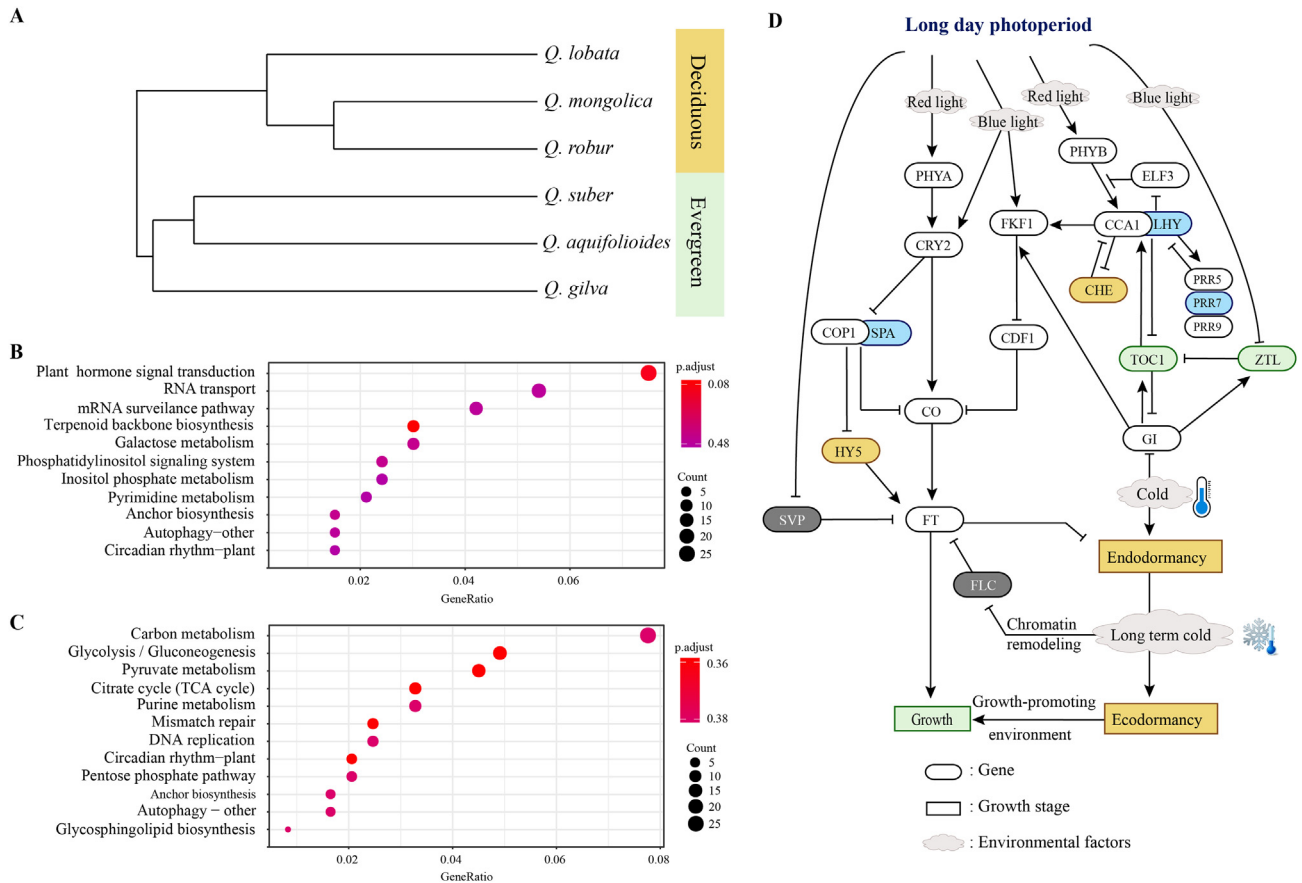 A
Q. lobata
Q. mongolica
Q. robur
Q. suber
Q. aquifolioides
Q. gilva
Deciduous
Evergreen
B
Plant hormone signal transduction
RNA transport
mRNA surveilance pathway
Terpenoid backbone biosynthesis
Galactose metabolism
Phosphatidylinositol signaling system
Inositol phosphate metabolism
Pyrimidine metabolism
Anchor biosynthesis
Autophagy−other
Circadian rhythm−plant
0.02
0.04
0.06
GeneRatio
p.adjust
0.08
0.48
Count
5
10
15
20
25
C
Carbon metabolism
Glycolysis / Gluconeogenesis
Pyruvate metabolism
Citrate cycle (TCA cycle)
Purine metabolism
Mismatch repair
DNA replication
Circadian rhythm−plant
Pentose phosphate pathway
Anchor biosynthesis
Autophagy − other
Glycosphingolipid biosynthesis
0.02
0.04
0.06
0.08
GeneRatio
p.adjust
0.36
0.38
Count
5
10
15
20
25
D
Long day photoperiod
Red light
Blue light
Red light
Blue light
PHYB
PHYA
ELF3
FKF1
CCA1
LHY
CRY2
CHE
PRR5
PRR7
PRR9
COP1
SPA
CDF1
TOC1
ZTL
CO
GI
HY5
Cold
SVP
FT
Endodormancy
FLC
Chromatin
remodeling
Long term cold
Growth
Growth-promoting
environment
Ecodormancy
: Gene
: Growth stage
: Environmental factors